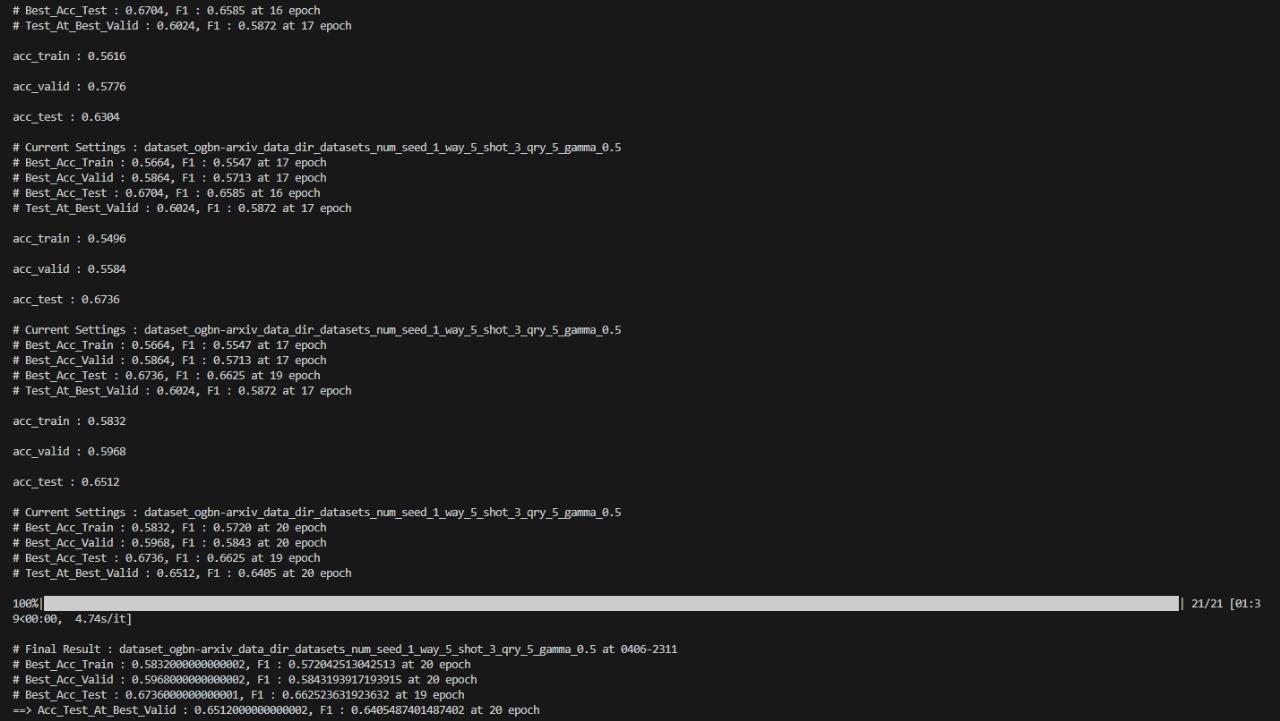 # Best_Acc_Test : 0.6704, F1 : 0.6585 at 16 epoch
# Test_At_Best_Valid : 0.6024, F1 : 0.5872 at 17 epoch
acc_train : 0.5616
acc_valid : 0.5776
acc_test : 0.6304
# Current Settings : dataset_ogbn-arxiv_data_dir_datasets_num_seed_1_way_5_shot_3_qry_5_gamma_0.5
# Best_Acc_Train : 0.5664, F1 : 0.5547 at 17 epoch
# Best_Acc_Valid : 0.5864, F1 : 0.5713 at 17 epoch
# Best_Acc_Test : 0.6704, F1 : 0.6585 at 16 epoch
# Test_At_Best_Valid : 0.6024, F1 : 0.5872 at 17 epoch
acc_train : 0.5496
acc_valid : 0.5584
acc_test : 0.6736
# Current Settings : dataset_ogbn-arxiv_data_dir_datasets_num_seed_1_way_5_shot_3_qry_5_gamma_0.5
# Best_Acc_Train : 0.5664, F1 : 0.5547 at 17 epoch
# Best_Acc_Valid : 0.5864, F1 : 0.5713 at 17 epoch
# Best_Acc_Test : 0.6736, F1 : 0.6625 at 19 epoch
# Test_At_Best_Valid : 0.6024, F1 : 0.5872 at 17 epoch
acc_train : 0.5832
acc_valid : 0.5968
acc_test : 0.6512
# Current Settings : dataset_ogbn-arxiv_data_dir_datasets_num_seed_1_way_5_shot_3_qry_5_gamma_0.5
# Best_Acc_Train : 0.5832, F1 : 0.5720 at 20 epoch
# Best_Acc_Valid : 0.5968, F1 : 0.5843 at 20 epoch
# Best_Acc_Test : 0.6736, F1 : 0.6625 at 19 epoch
# Test_At_Best_Valid : 0.6512, F1 : 0.6405 at 20 epoch
100%| | 21/21 [01:3
9<00:00,  4.74s/it]
# Final Result : dataset_ogbn-arxiv_data_dir_datasets_num_seed_1_way_5_shot_3_qry_5_gamma_0.5 at 0406-2311
# Best_Acc_Train : 0.5832000000000002, F1 : 0.572042513042513 at 20 epoch
# Best_Acc_Valid : 0.5968000000000002, F1 : 0.5843193917193915 at 20 epoch
# Best_Acc_Test : 0.6736000000000001, F1 : 0.662523631923632 at 19 epoch
==> Acc_Test_At_Best_Valid : 0.6512000000000002, F1 : 0.6405487401487402 at 20 epoch